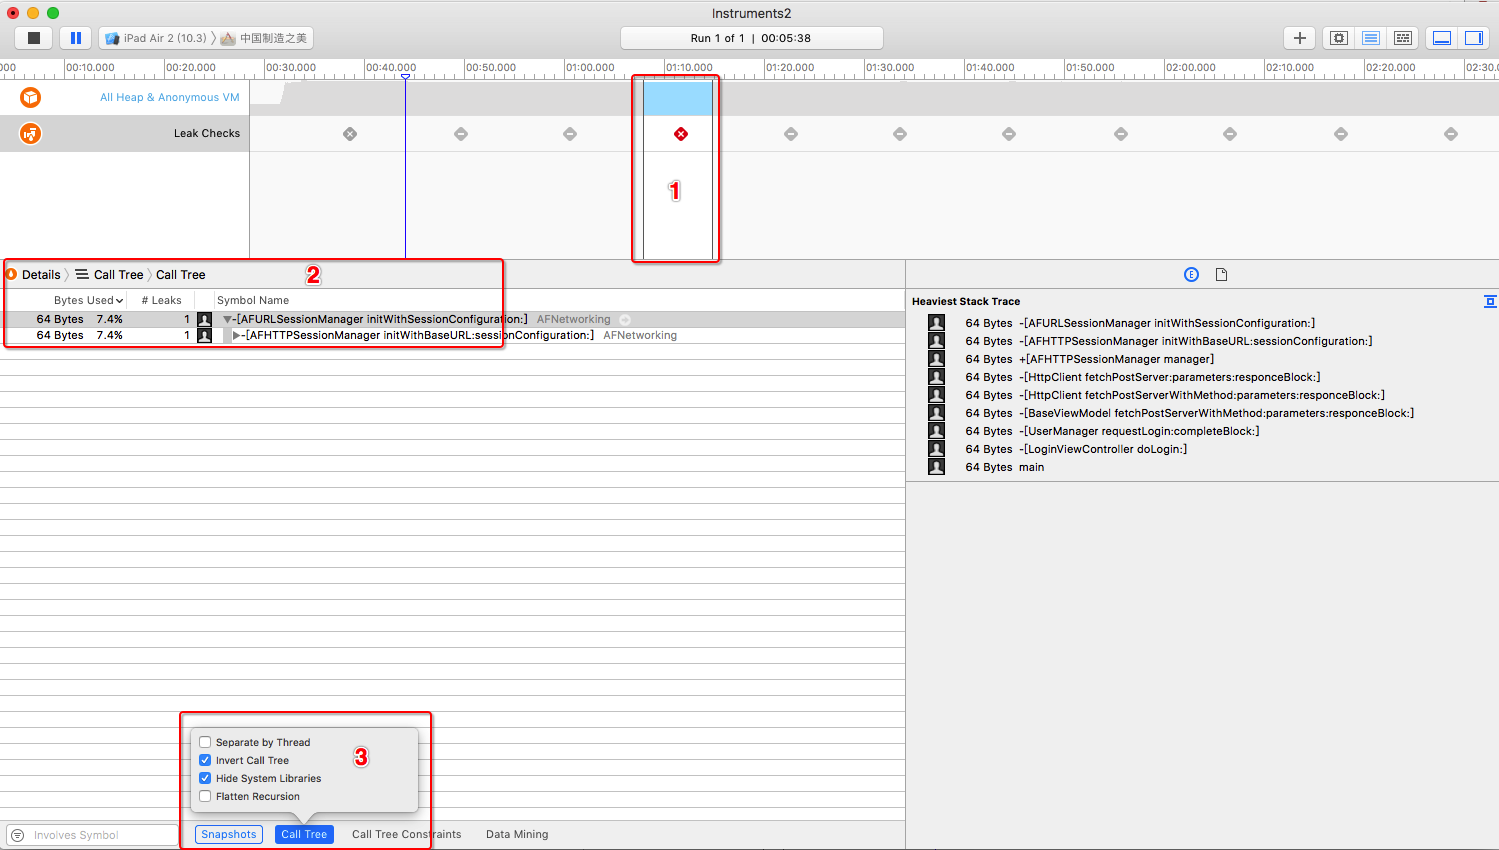 Instruments2
iPad Air 2 (10.3) 〉 中国制造之美
Run 1 of 1 | 00:05:38
000 00:10.000 00:20.000 00:30.000 00:40.000 00:50.000 01:00.000 01:10.000 01:20.000 01:30.000 01:40.000 01:50.000 02:00.000 02:10.000 02:20.000 02:30.0
All Heap & Anonymous VM
Leak Checks
1
Details 〉 Call Tree 〉 Call Tree
2
Bytes Used # Leaks Symbol Name
64 Bytes 7.4% 1 -[AFURLSessionManager initWithSessionConfiguration:] AFNetworking
64 Bytes 7.4% 1 -[AFHTTPSessionManager initWithBaseURL:sessionConfiguration:] AFNetworking
E
Heaviest Stack Trace
64 Bytes -[AFURLSessionManager initWithSessionConfiguration:]
64 Bytes -[AFHTTPSessionManager initWithBaseURL:sessionConfiguration:]
64 Bytes +[AFHTTPSessionManager manager]
64 Bytes -[HttpClient fetchPostServer:parameters:responceBlock:]
64 Bytes -[HttpClient fetchPostServerWithMethod:parameters:responceBlock:]
64 Bytes -[BaseViewModel fetchPostServerWithMethod:parameters:responceBlock:]
64 Bytes -[UserManager requestLogin:completeBlock:]
64 Bytes -[LoginViewController doLogin:]
64 Bytes main
Separate by Thread
3
Invert Call Tree
Hide System Libraries
Flatten Recursion
Involves Symbol
Snapshots Call Tree Call Tree Constraints Data Mining